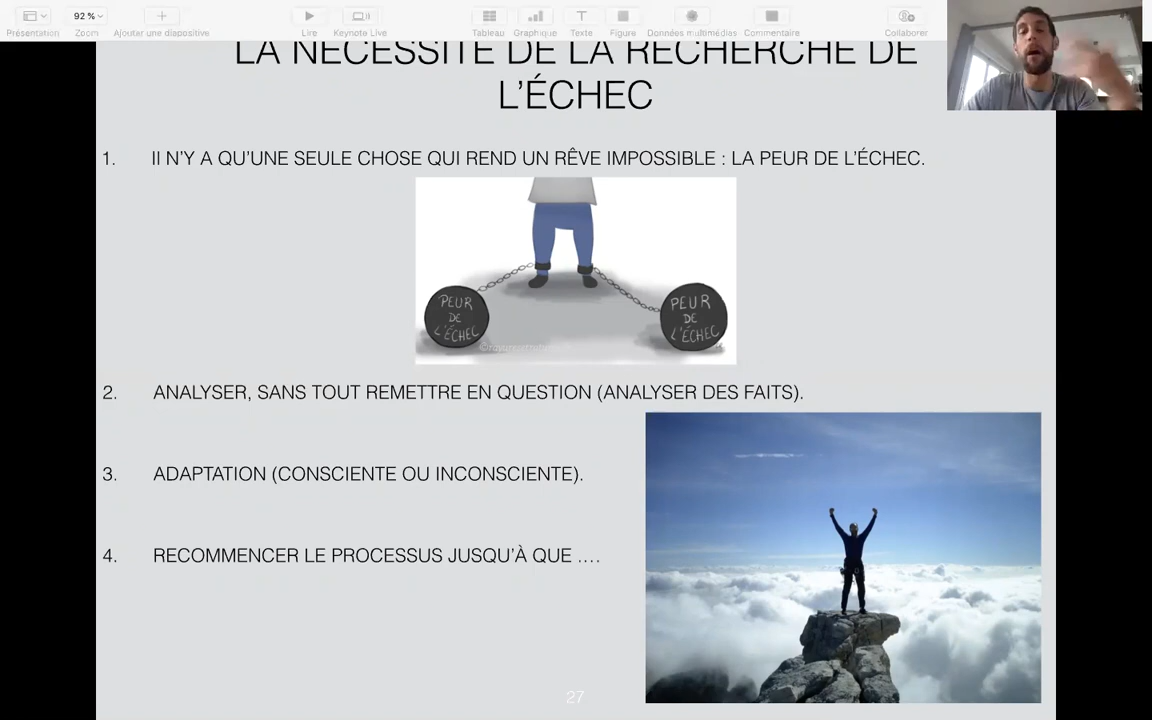 Présentation
92 %
Zoom
Ajouter une diapositive
Lire
Keynote Live
Tableau
Graphique
Texte
Figure
Données multimédias
Commentaire
Collaborer
LA NÉCESSITÉ DE LA RECHERCHE DE
L'ÉCHEC
1. Il N'Y A QU'UNE SEULE CHOSE QUI REND UN RÊVE IMPOSSIBLE : LA PEUR DE L'ÉCHEC.
PEUR
DE
L'ÉCHEC
PEUR
DE
L'ÉCHEC
2. ANALYSER, SANS TOUT REMETTRE EN QUESTION (ANALYSER DES FAITS).
3. ADAPTATION (CONSCIENTE OU INCONSCIENTE).
4. RECOMMENCER LE PROCESSUS JUSQU'À QUE ....
27